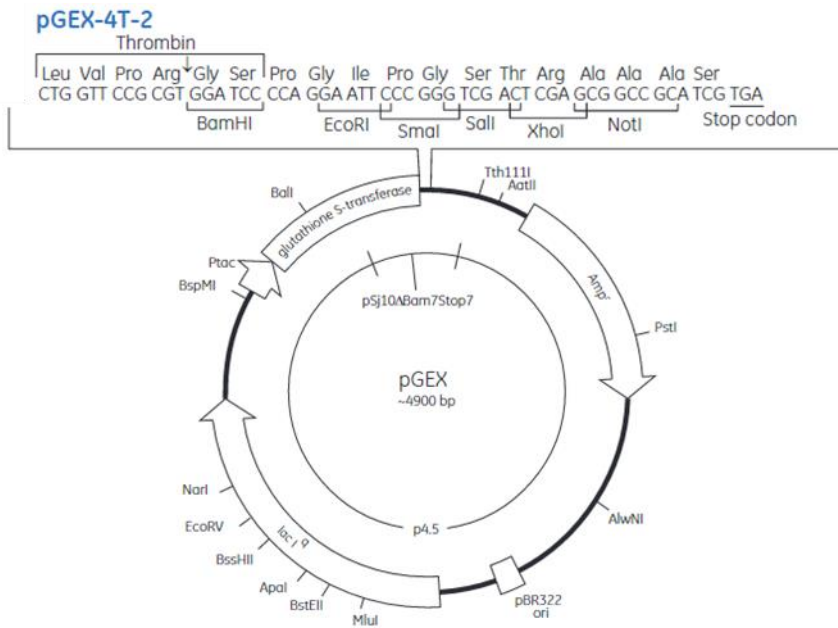 pGEX-4T-2
Thrombin
Leu Val Pro Arg↓Gly Ser Pro Gly Ile Pro Gly Ser Thr Arg Ala Ala Ala Ser
CTG GTT CCG CGT GGA TCC CCA GGA ATT CCC GGG TCG ACT CGA GCG GCC GCA TCG TGA
BamHI EcoRI SmaI SalI XhoI NotI Stop codon
Tth111I
AatII
BalI
glutathione S-transferase
Ptac
BspMI
pSj10ΔBam7Stop7
Ampr
PstI
pGEX
~4900 bp
NarI
EcoRV
BssHII
ApaI
BstEII
MluI
lac Iq
p4.5
AlwNI
pBR322
ori